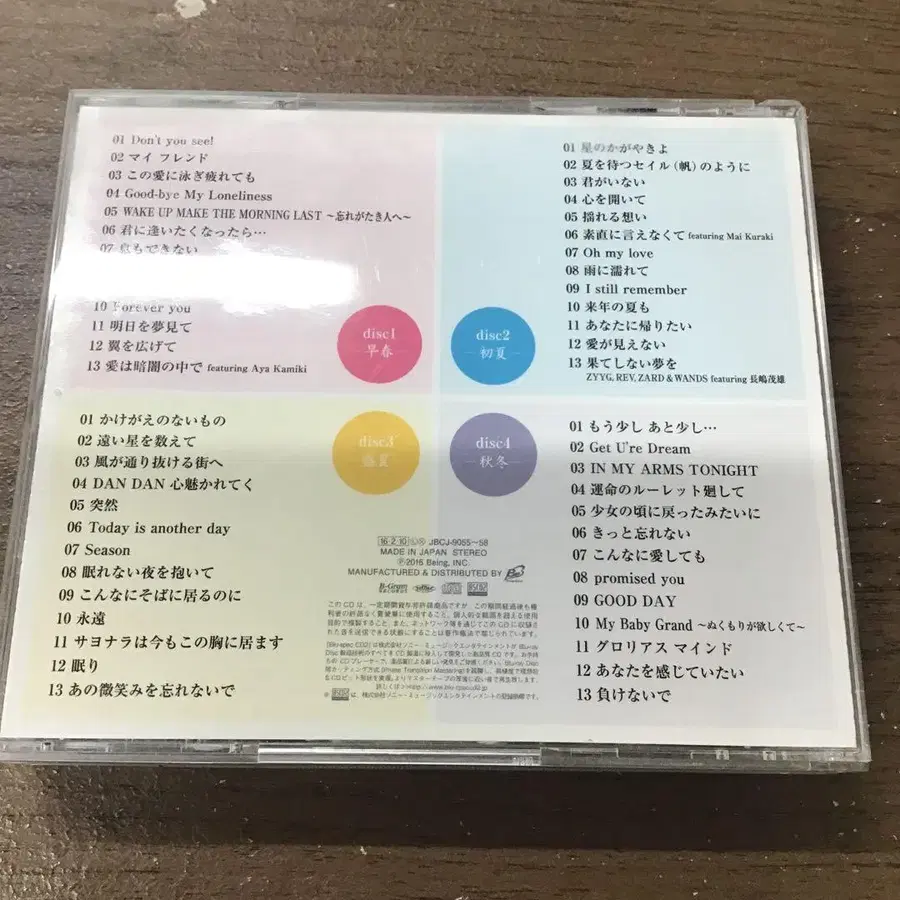 01 Don't you see!
02 マイ フレンド
03 この愛に泳ぎ疲れても
04 Good-bye My Loneliness
05 WAKE UP MAKE THE MORNING LAST ～忘れがたき人へ～
06 君に逢いたくなったら…
07 息もできない
10 Forever you
11 明日を夢見て
12 翼を広げて
13 愛は暗闇の中で featuring Aya Kamiki
disc1
早春
01 星のかがやきよ
02 夏を待つセイル(帆)のように
03 君がいない
04 心を開いて
05 揺れる想い
06 素直に言えなくて featuring Mai Kuraki
07 Oh my love
08 雨に濡れて
09 I still remember
10 来年の夏も
11 あなたに帰りたい
12 愛が見えない
13 果てしない夢を
ZYYG, REV, ZARD & WANDS featuring 長嶋茂雄
disc2
初夏
01 かけがえのないもの
02 遠い星を数えて
03 風が通り抜ける街へ
04 DAN DAN 心魅かれてく
05 突然
06 Today is another day
07 Season
08 眠れない夜を抱いて
09 こんなにそばに居るのに
10 永遠
11 サヨナラは今もこの胸に居ます
12 眠り
13 あの微笑みを忘れないで
disc3
盛夏
01 もう少し あと少し…
02 Get U're Dream
03 IN MY ARMS TONIGHT
04 運命のルーレット廻して
05 少女の頃に戻ったみたいに
06 きっと忘れない
07 こんなに愛しても
08 promised you
09 GOOD DAY
10 My Baby Grand ～ぬくもりが欲しくて～
11 グロリアス マインド
12 あなたを感じていたい
13 負けないで
disc4
秋冬
16·2·10 JBCJ-9055～58
MADE IN JAPAN STEREO
Ⓟ2016 Being, INC.
MANUFACTURED & DISTRIBUTED BY
B-Gram
RECORDS